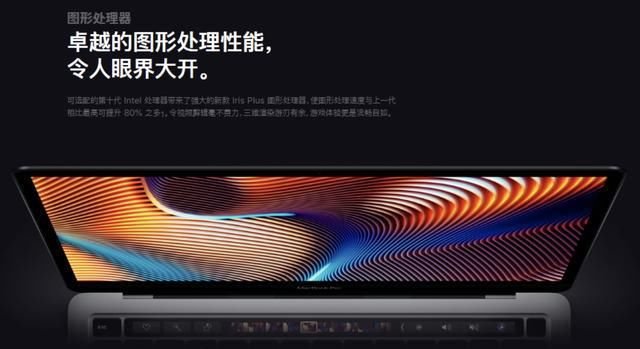 图形处理器
卓越的图形处理性能，
令人眼界大开。
可选配的第十代 Intel 处理器带来了强大的新款 Iris Plus 图形处理器，使图形处理速度与上一代
相比最高可提升 80% 之多，令视频剪辑毫不费力，三维渲染游刃有余，游戏体验更是流畅自如。
MacBook Pro
esc